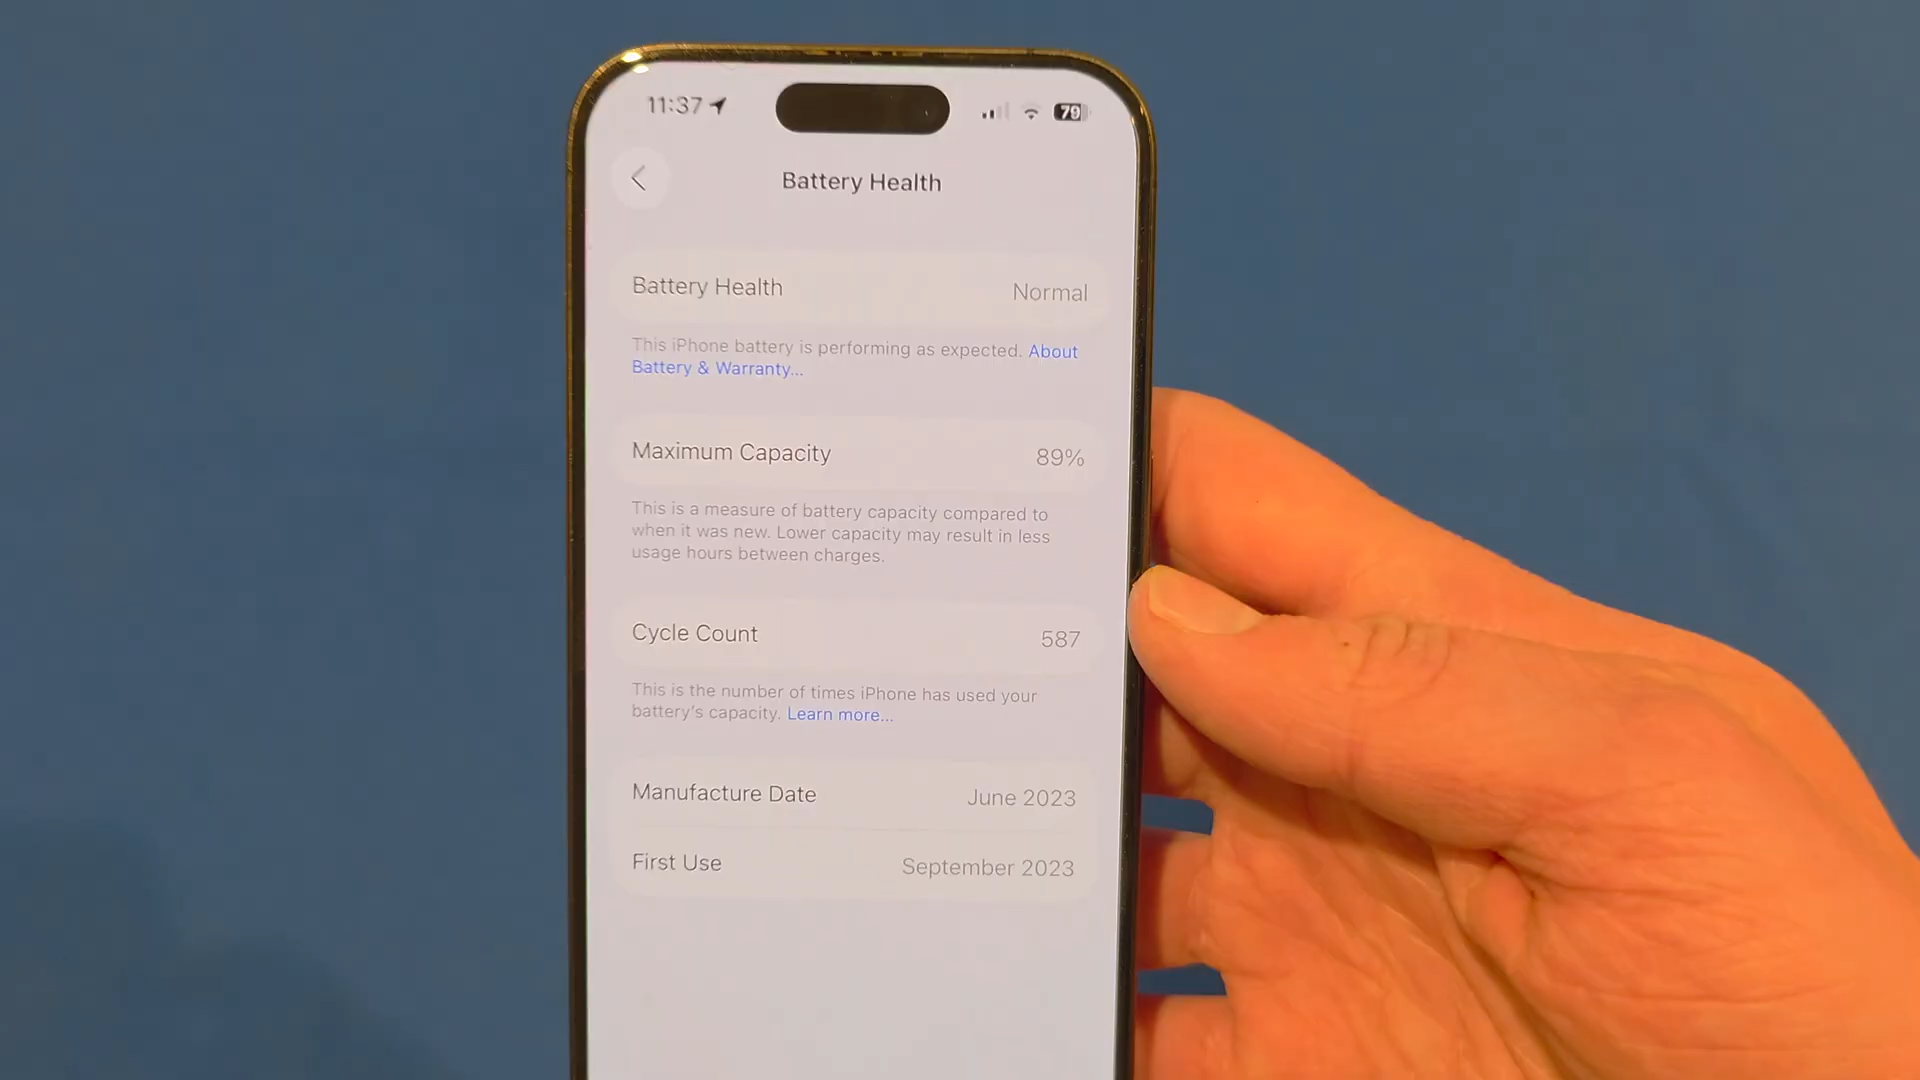 11:37
79
Battery Health
Battery Health Normal
This iPhone battery is performing as expected. About
Battery & Warranty...
Maximum Capacity 89%
This is a measure of battery capacity compared to
when it was new. Lower capacity may result in less
usage hours between charges.
Cycle Count 587
This is the number of times iPhone has used your
battery's capacity. Learn more...
Manufacture Date June 2023
First Use September 2023